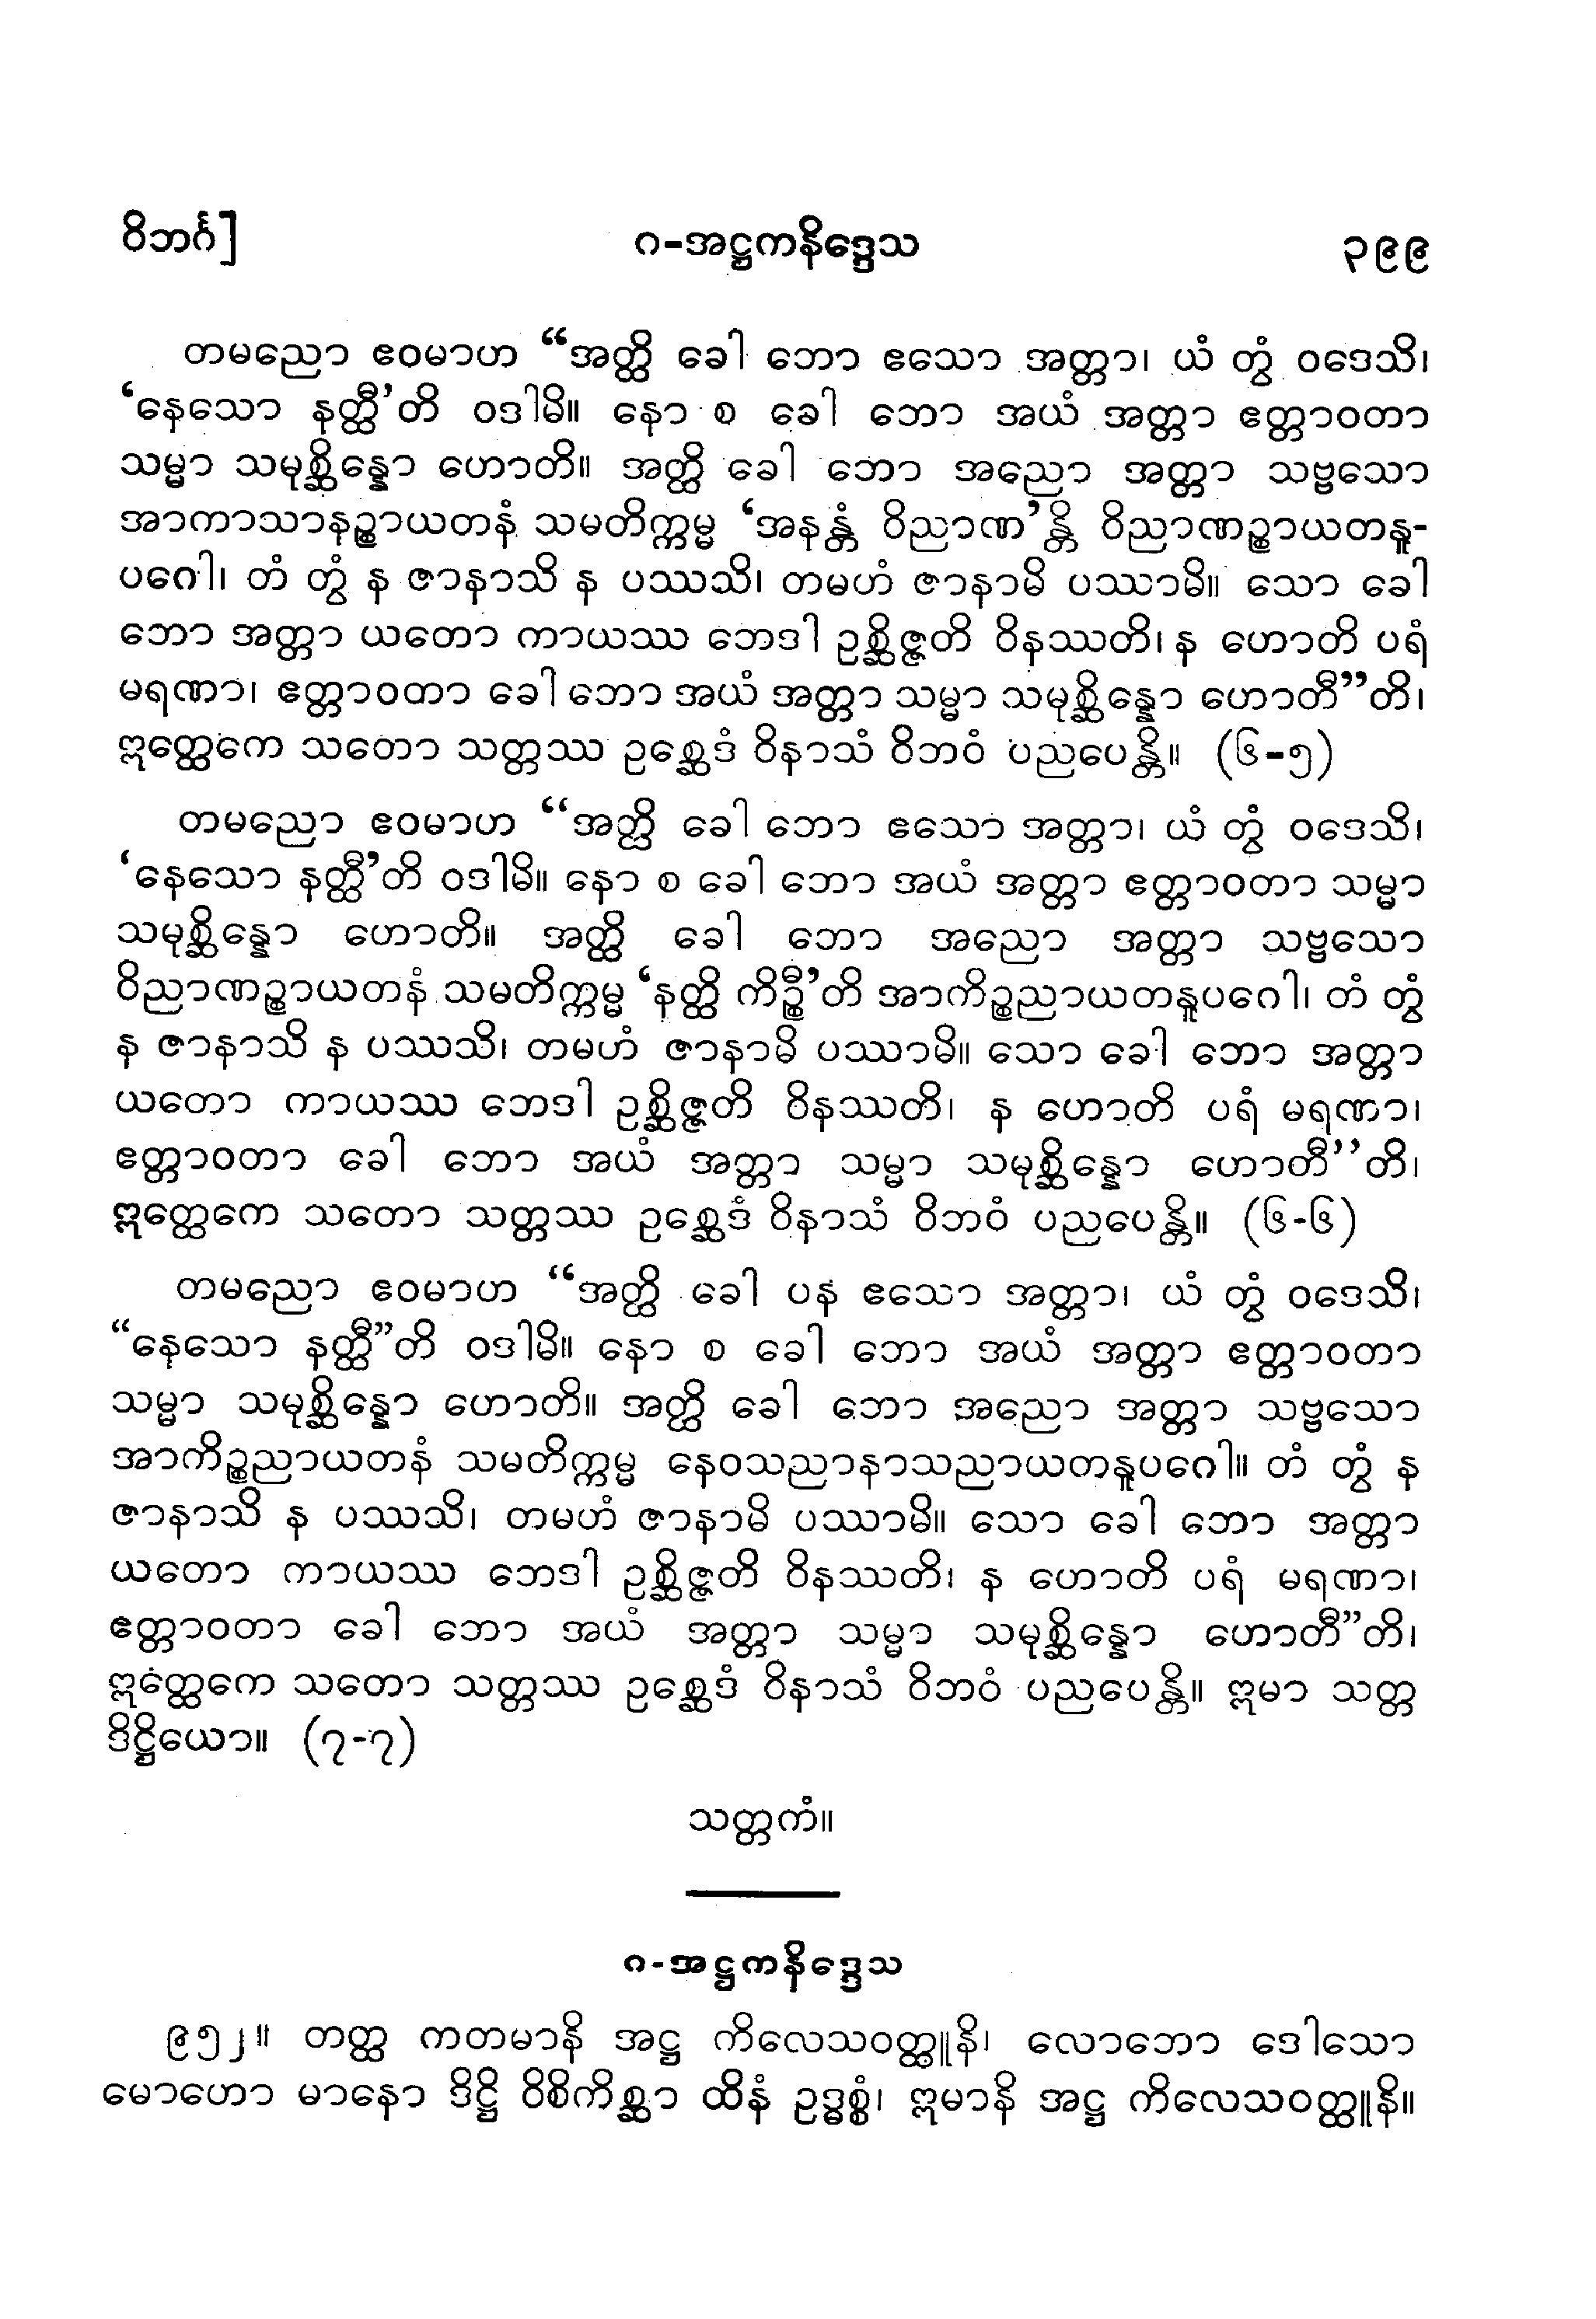 ဝိဘင်္ဂ] ဂ-အဋ္ဌကနိဒ္ဒေသ ၃၉၉
တမညော ဧဝမာဟ “အတ္ထိ ခေါ ဘော ဧသော အတ္တာ၊ ယံ တွံ ဝဒေသိ၊
‘နေသော နတ္ထီ’တိ ဝဒါမိ။ နော စ ခေါ ဘော အယံ အတ္တာ ဧတ္တာဝတာ
သမ္မာ သမုစ္ဆိန္နော ဟောတိ။ အတ္ထိ ခေါ ဘော အညော အတ္တာ သဗ္ဗသော
အာကာသာနဉ္စာယတနံ သမတိက္ကမ္မ ‘အနန္တံ ဝိညာဏ’န္တိ ဝိညာဏဉ္စာယတနူ-
ပဂေါ၊ တံ တွံ န ဇာနာသိ န ပဿသိ၊ တမဟံ ဇာနာမိ ပဿာမိ။ သော ခေါ
ဘော အတ္တာ ယတော ကာယဿ ဘေဒါ ဥစ္ဆိဇ္ဇတိ ဝိနဿတိ၊ န ဟောတိ ပရံ
မရဏာ၊ ဧတ္တာဝတာ ခေါ ဘော အယံ အတ္တာ သမ္မာ သမုစ္ဆိန္နော ဟောတီ”တိ၊
ဣတ္ထေကေ သတော သတ္တဿ ဥစ္ဆေဒံ ဝိနာသံ ဝိဘဝံ ပညပေန္တိ။ (၆-၅)
တမညော ဧဝမာဟ “အတ္ထိ ခေါ ဘော ဧသော အတ္တာ၊ ယံ တွံ ဝဒေသိ၊
‘နေသော နတ္ထီ’တိ ဝဒါမိ။ နော စ ခေါ ဘော အယံ အတ္တာ ဧတ္တာဝတာ သမ္မာ
သမုစ္ဆိန္နော ဟောတိ။ အတ္ထိ ခေါ ဘော အညော အတ္တာ သဗ္ဗသော
ဝိညာဏဉ္စာယတနံ သမတိက္ကမ္မ ‘နတ္ထိ ကိဉ္စီ’တိ အာကိဉ္စညာယတနူပဂေါ၊ တံ တွံ
န ဇာနာသိ န ပဿသိ၊ တမဟံ ဇာနာမိ ပဿာမိ။ သော ခေါ ဘော အတ္တာ
ယတော ကာယဿ ဘေဒါ ဥစ္ဆိဇ္ဇတိ ဝိနဿတိ၊ န ဟောတိ ပရံ မရဏာ၊
ဧတ္တာဝတာ ခေါ ဘော အယံ အတ္တာ သမ္မာ သမုစ္ဆိန္နော ဟောတီ’’တိ၊
ဣတ္ထေကေ သတော သတ္တဿ ဥစ္ဆေဒံ ဝိနာသံ ဝိဘဝံ ပညပေန္တိ။ (၆-၆)
တမညော ဧဝမာဟ “အတ္ထိ ခေါ ပန ဧသော အတ္တာ၊ ယံ တွံ ဝဒေသိ၊
“နေသော နတ္ထီ”တိ ဝဒါမိ။ နော စ ခေါ ဘော အယံ အတ္တာ ဧတ္တာဝတာ
သမ္မာ သမုစ္ဆိန္နော ဟောတိ။ အတ္ထိ ခေါ ဘော အညော အတ္တာ သဗ္ဗသော
အာကိဉ္စညာယတနံ သမတိက္ကမ္မ နေဝသညာနာသညာယတနူပဂေါ။ တံ တွံ န
ဇာနာသိ န ပဿသိ၊ တမဟံ ဇာနာမိ ပဿာမိ။ သော ခေါ ဘော အတ္တာ
ယတော ကာယဿ ဘေဒါ ဥစ္ဆိဇ္ဇတိ ဝိနဿတိ၊ န ဟောတိ ပရံ မရဏာ၊
ဧတ္တာဝတာ ခေါ ဘော အယံ အတ္တာ သမ္မာ သမုစ္ဆိန္နော ဟောတီ”တိ၊
ဣတ္ထေကေ သတော သတ္တဿ ဥစ္ဆေဒံ ဝိနာသံ ဝိဘဝံ ပညပေန္တိ။ ဣမာ သတ္တ
ဒိဋ္ဌိယော။ (၇-၇)
သတ္တကံ။
ဂ-အဋ္ဌကနိဒ္ဒေသ
၉၅၂။ တတ္ထ ကတမာနိ အဋ္ဌ ကိလေသဝတ္ထူနိ၊ လောဘော ဒေါသော
မောဟော မာနော ဒိဋ္ဌိ ဝိစိကိစ္ဆာ ထိနံ ဥဒ္ဓစ္စံ၊ ဣမာနိ အဋ္ဌ ကိလေသဝတ္ထူနိ။